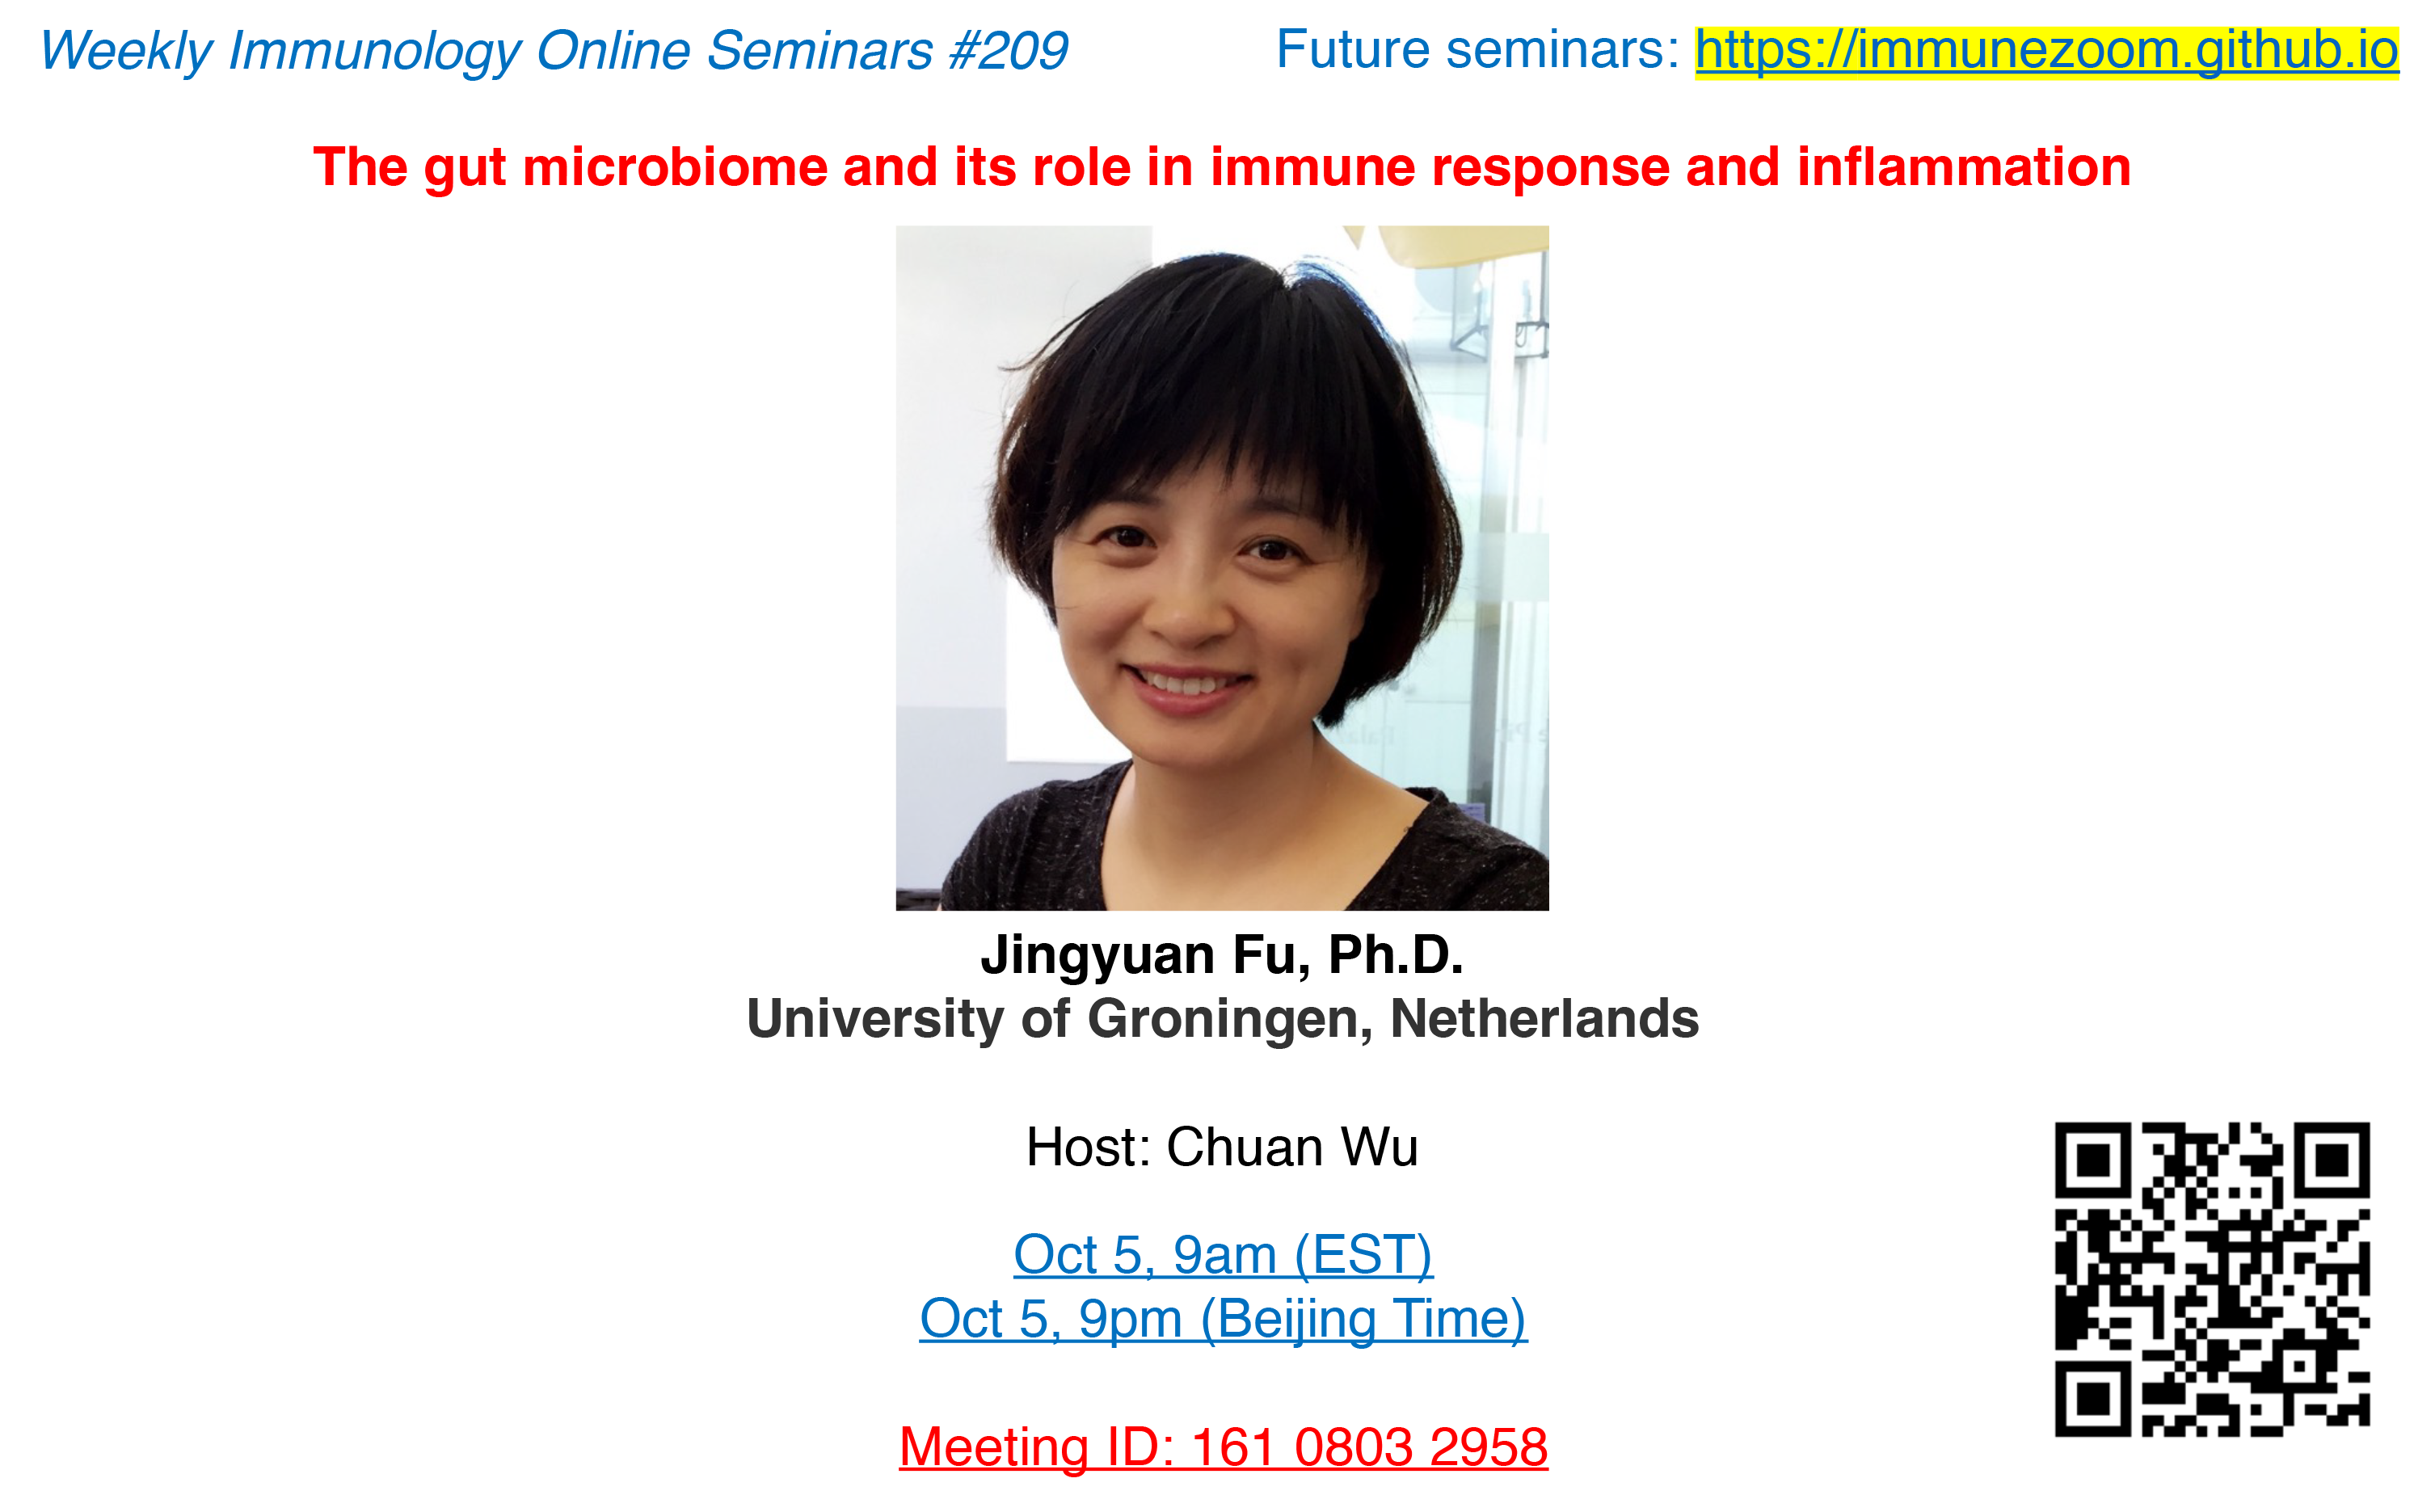 Weekly Immunology Online Seminars #209
Future seminars: https://immunezoom.github.io
The gut microbiome and its role in immune response and inflammation
Jingyuan Fu, Ph.D.
University of Groningen, Netherlands
Host: Chuan Wu
Oct 5, 9am (EST)
Oct 5, 9pm (Beijing Time)
Meeting ID: 161 0803 2958